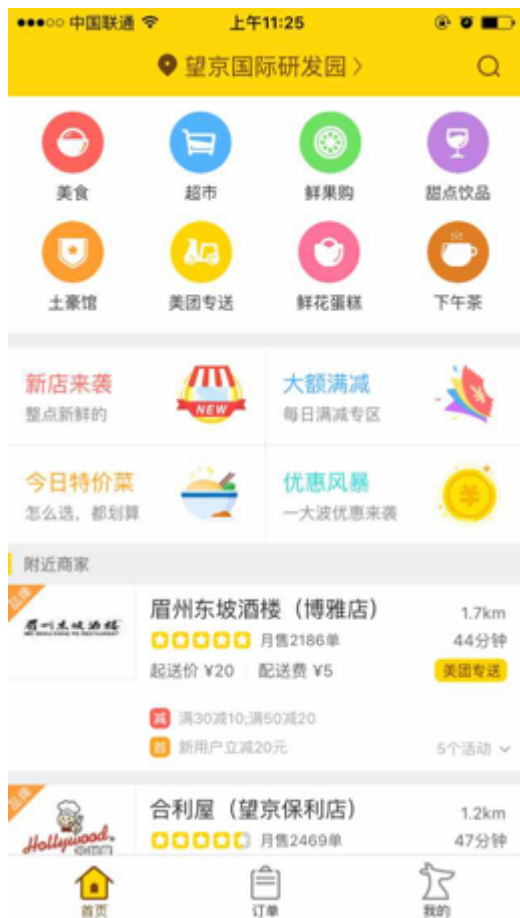 中国联通 上午11:25
望京国际研发园
美食 超市 鲜果购 甜点饮品
土豪馆 美团专送 鲜花蛋糕 下午茶
新店来袭
整点新鲜的
NEW
大额满减
每日满减专区
今日特价菜
怎么选，都划算
优惠风暴
一大波优惠来袭
¥
附近商家
品牌
眉州东坡酒楼
眉州东坡酒楼（博雅店） 1.7km
月售2186单 44分钟
起送价 ¥20 配送费 ¥5 美团专送
减 满30减10;满50减20
首 新用户立减20元 5个活动
品牌
Hollywood
合利屋
合利屋（望京保利店） 1.2km
月售2469单 47分钟
首页 订单 我的